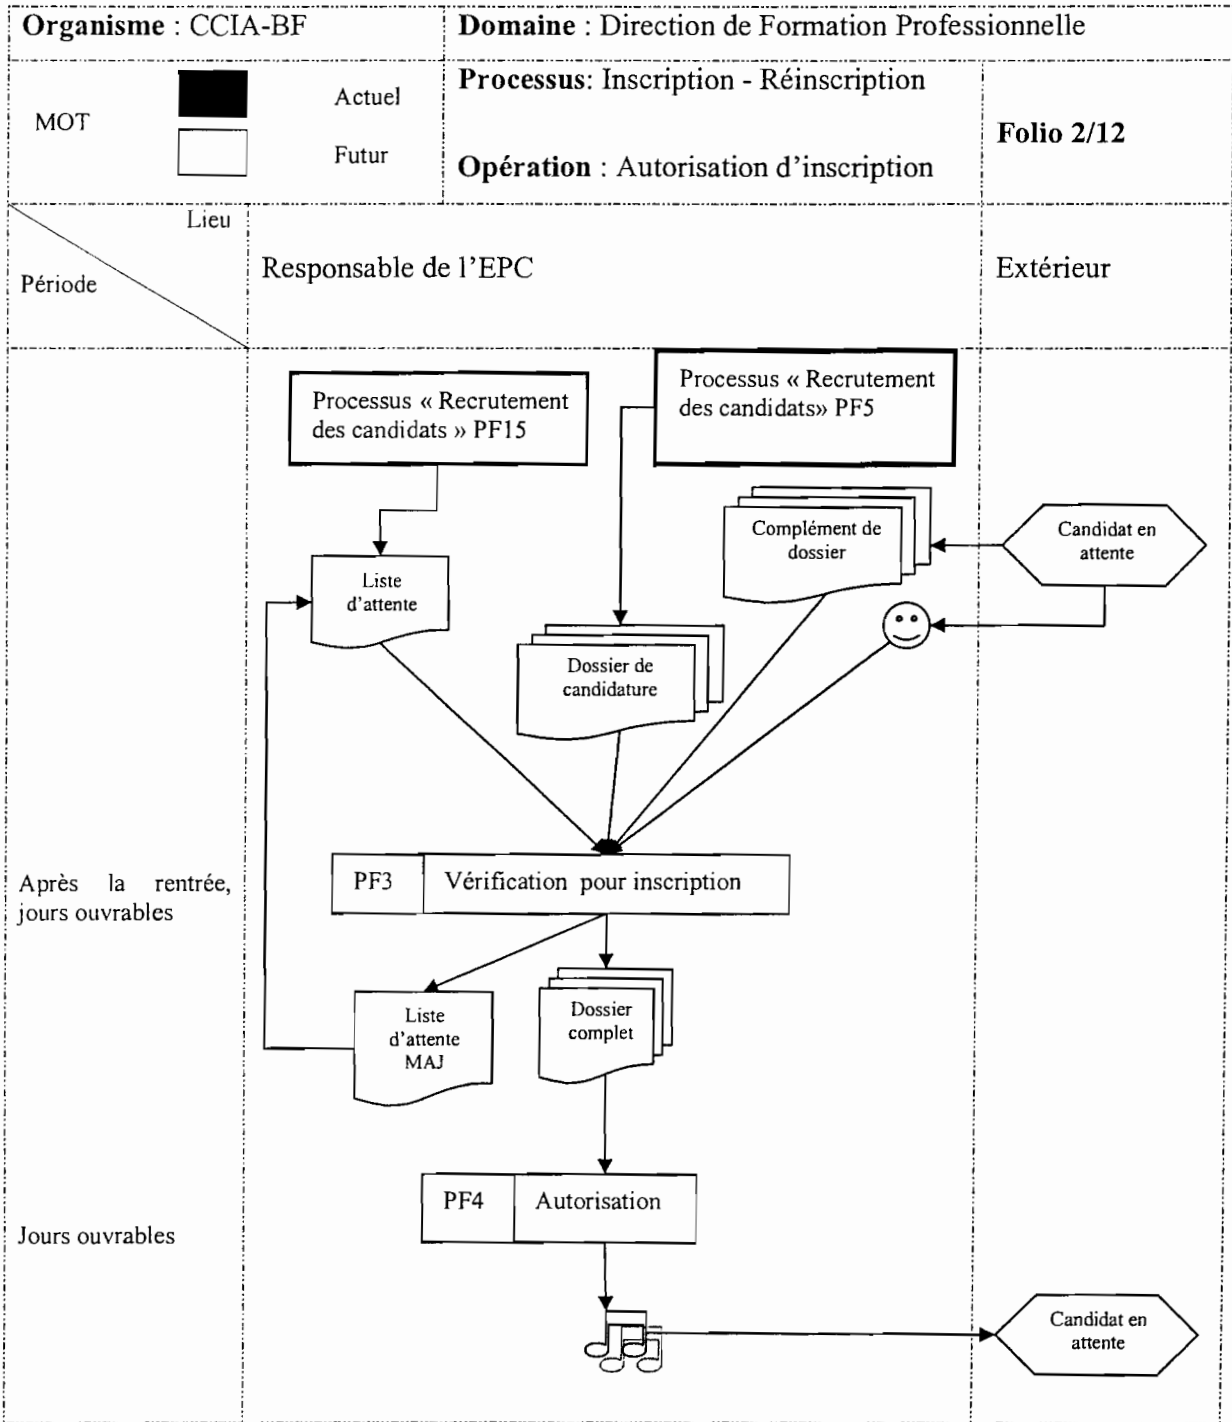 Organisme : CCIA-BF
Domaine : Direction de Formation Professionnelle
MOT
Actuel
Futur
Processus: Inscription - Réinscription
Opération : Autorisation d'inscription
Folio 2/12
Lieu
Période
Responsable de l'EPC
Extérieur
Processus « Recrutement
des candidats » PF15
Processus « Recrutement
des candidats» PF5
Complément de
dossier
Candidat en
attente
Liste
d'attente
Dossier de
candidature
Après la rentrée,
jours ouvrables
PF3
Vérification pour inscription
Liste
d'attente
MAJ
Dossier
complet
Jours ouvrables
PF4
Autorisation
Candidat en
attente